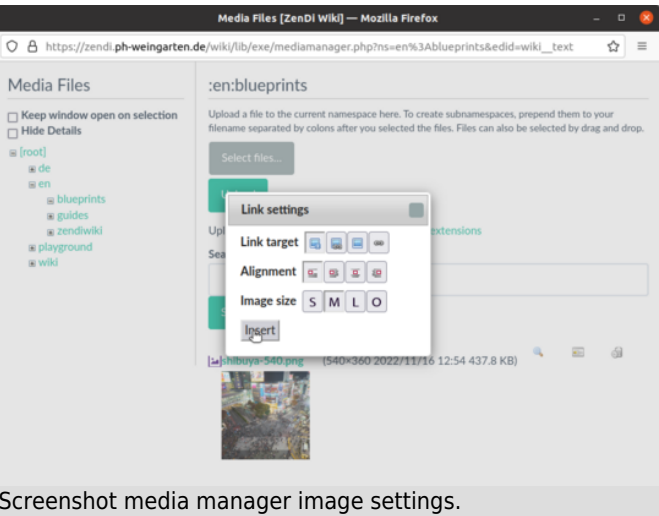 Media Files [ZenDi Wiki] — Mozilla Firefox
https://zendi.ph-weingarten.de/wiki/lib/exe/mediamanager.php?ns=en%3Ablueprints&edid=wiki__text
Media Files
Keep window open on selection
Hide Details
[root]
de
en
blueprints
guides
zendiwiki
playground
wiki
:en:blueprints
Upload a file to the current namespace here. To create subnamespaces, prepend them to your
filename separated by colons after you selected the files. Files can also be selected by drag and drop.
Select files...
Upl
extensions
Sea
Link settings
Link target
Alignment
Image size S M L O
Insert
shibuya-540.png (540×360 2022/11/16 12:54 437.8 KB)
Screenshot media manager image settings.